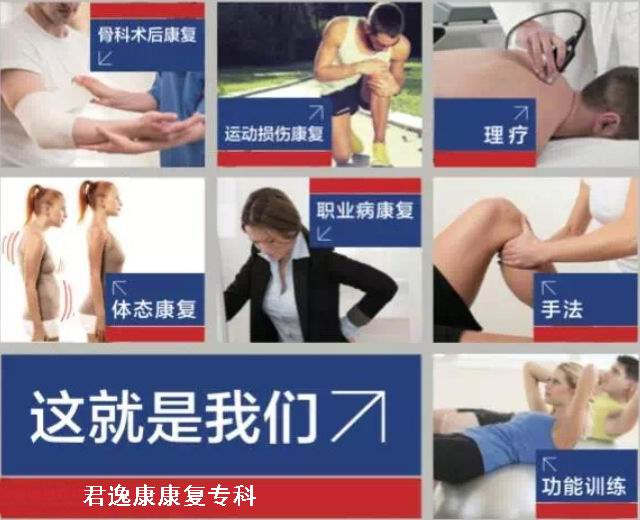 骨科术后康复
运动损伤康复
理疗
体态康复
职业病康复
手法
这就是我们
功能训练
君逸康康复专科